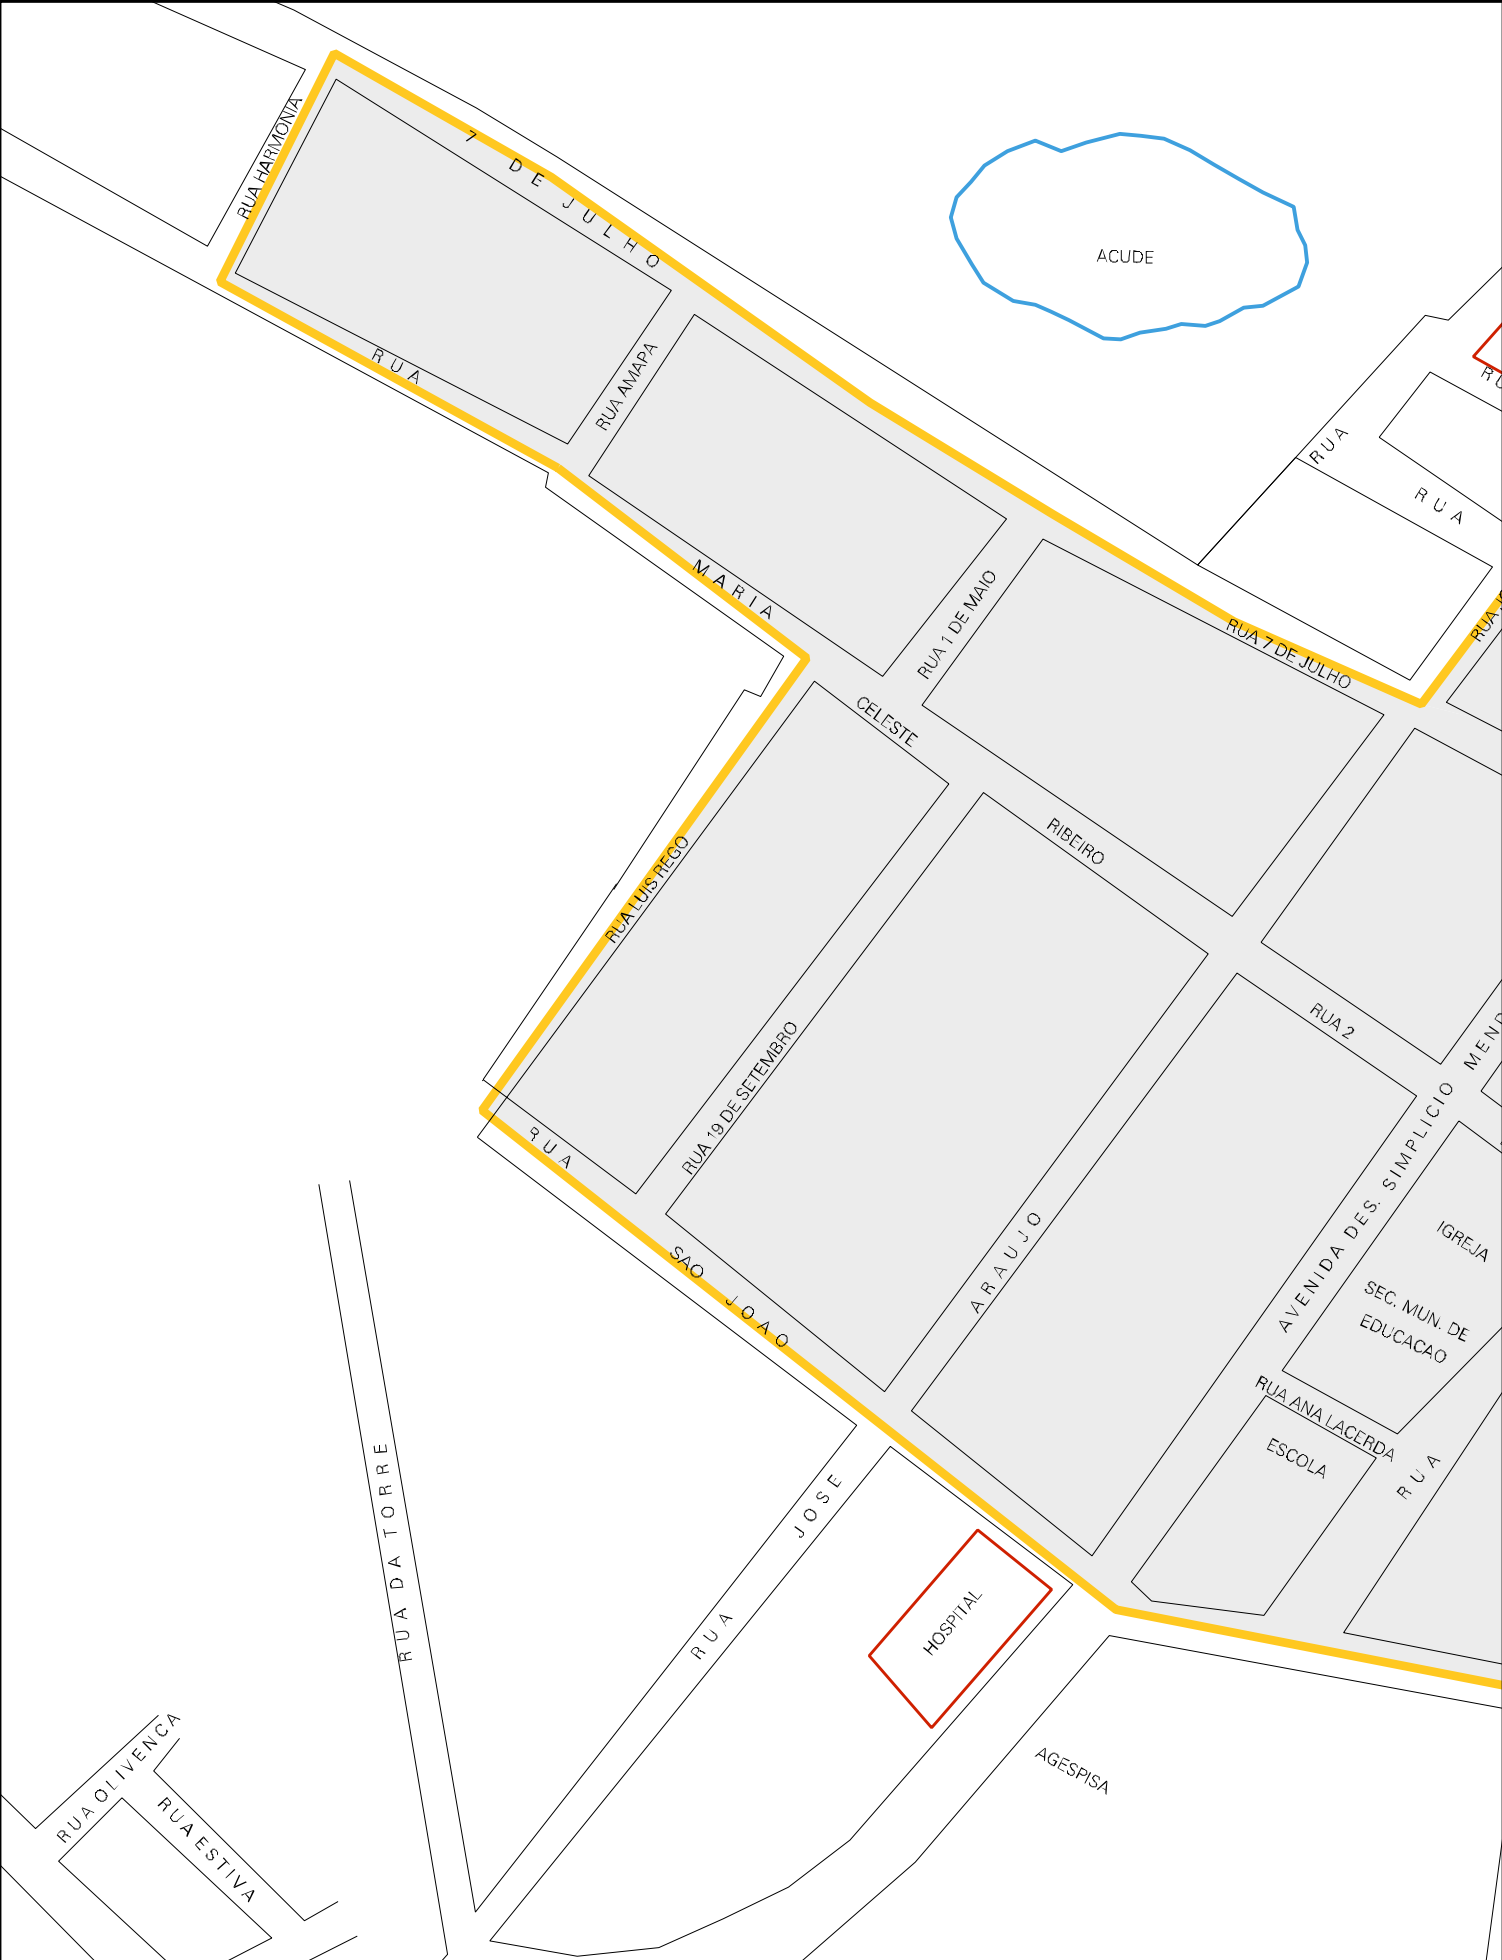 RUA HARMONIA
7 DE JULHO
ACUDE
RUA
RUA AMAPA
RUA
RUA
MARIA
RUA 1 DE MAIO
RUA 7 DE JULHO
RUA
CELESTE
RIBEIRO
RUA LUIS REGO
RUA 2
RUA 19 DE SETEMBRO
AVENIDA DES. SIMPLICIO
RUA
SAO JOAO
ARAUJO
IGREJA
SEC. MUN. DE
EDUCACAO
RUA ANA LACERDA
ESCOLA
RUA
RUA DA TORRE
RUA JOSE
HOSPITAL
AGESPISA
RUA OLIVENCA
RUA ESTIVA